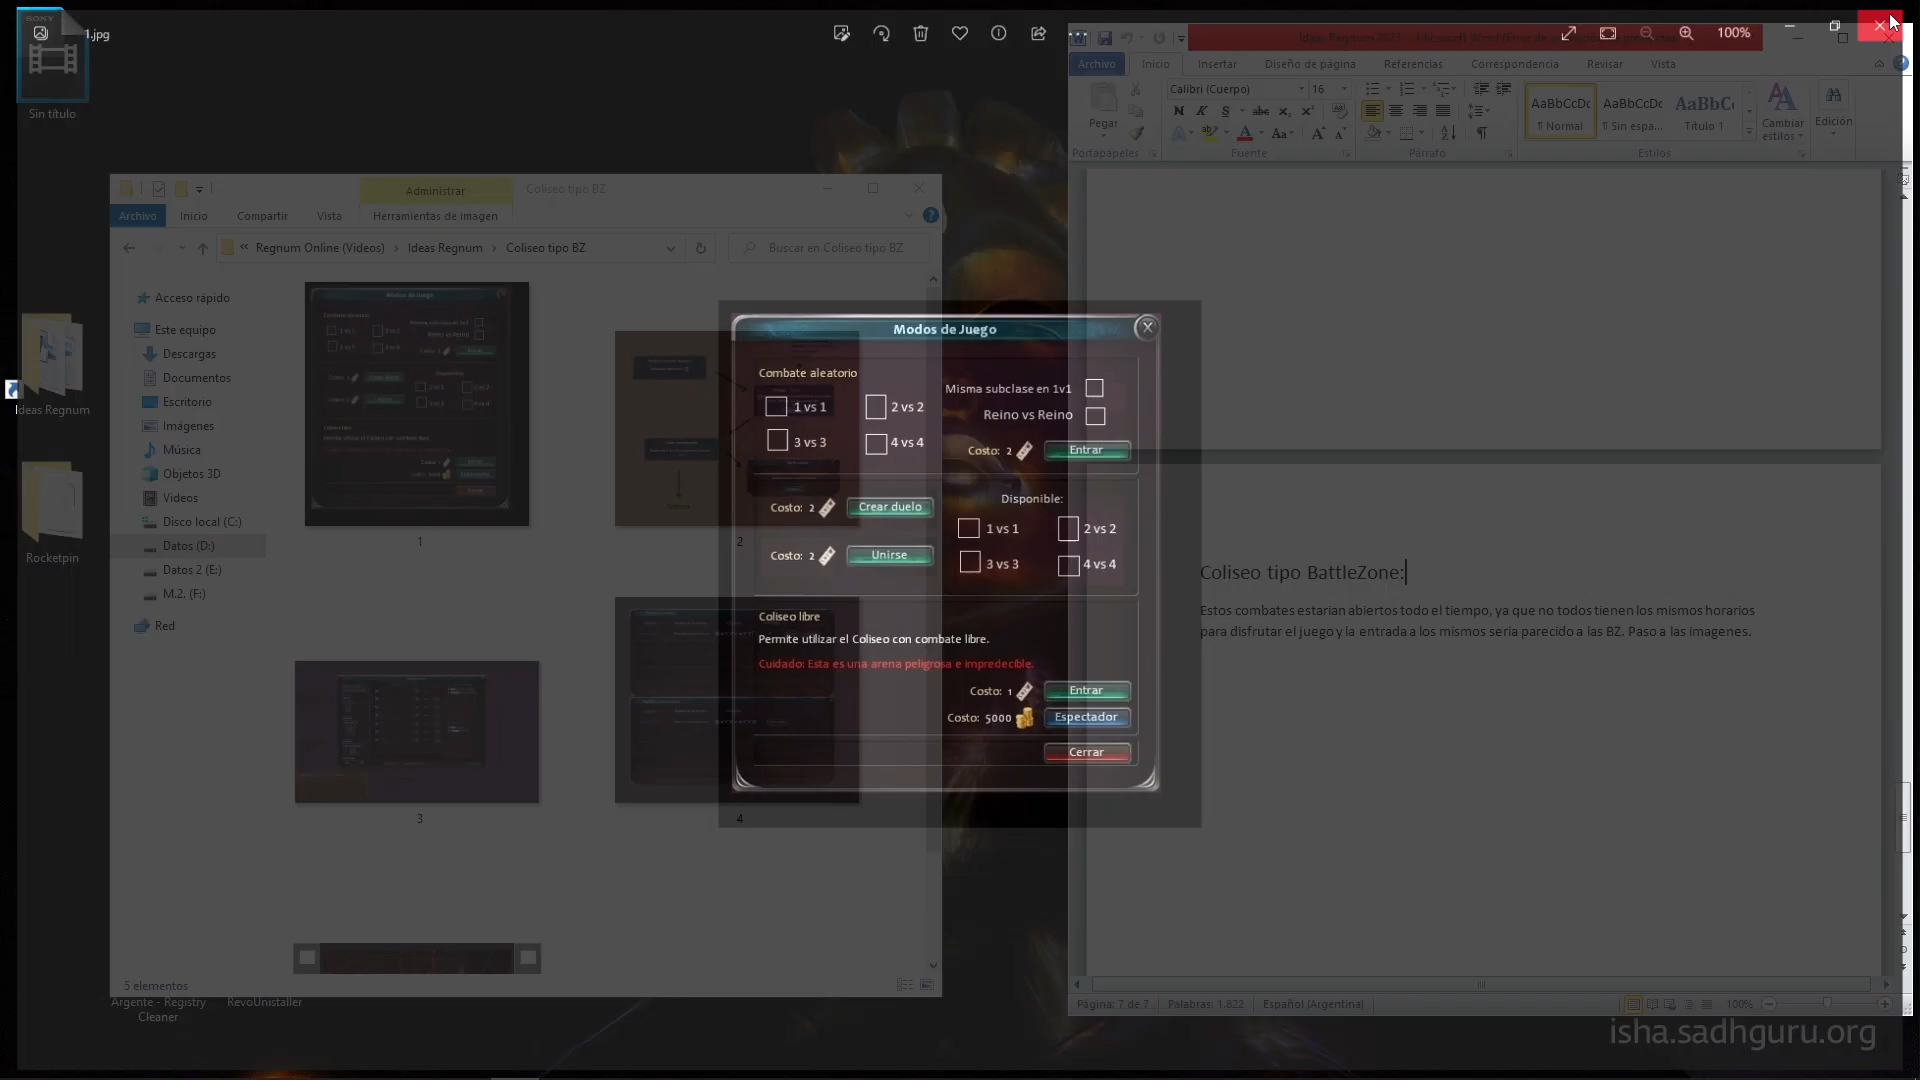 SONY
1.jpg
100%
Sin título
Ideas Regnum
Rocketpin
Argente - Registry
Cleaner
RevoUnistaller
Administrar
Coliseo tipo BZ
Archivo
Inicio
Compartir
Vista
Herramientas de imagen
Regnum Online (Videos)
Ideas Regnum
Coliseo tipo BZ
Buscar en Coliseo tipo BZ
Acceso rápido
Este equipo
Descargas
Documentos
Escritorio
Imágenes
Música
Objetos 3D
Videos
Disco local (C:)
Datos (D:)
Datos 2 (E:)
M.2. (F:)
Red
1
2
3
4
5 elementos
Modos de Juego
Combate aleatorio
1 vs 1
2 vs 2
3 vs 3
4 vs 4
Misma subclase en 1v1
Reino vs Reino
Costo: 2
Entrar
Costo: 2
Crear duelo
Costo: 2
Unirse
Disponible:
1 vs 1
2 vs 2
3 vs 3
4 vs 4
Coliseo libre
Permite utilizar el Coliseo con combate libre.
Cuidado: Esta es una arena peligrosa e impredecible.
Costo: 1
Entrar
Costo: 5000
Espectador
Cerrar
Archivo
Inicio
Insertar
Diseño de página
Referencias
Correspondencia
Revisar
Vista
Pegar
Calibri (Cuerpo)
16
AaBbCcDc
¶ Normal
AaBbCcDc
¶ Sin espa...
AaBbC
Título 1
Cambiar
estilos
Edición
Portapapeles
Fuente
Párrafo
Estilos
Coliseo tipo BattleZone:
Estos combates estarian abiertos todo el tiempo, ya que no todos tienen los mismos horarios
para disfrutar el juego y la entrada a los mismos seria parecido a las BZ. Paso a las imagenes.
Página: 7 de 7
Palabras: 1.822
Español (Argentina)
100%
isha.sadhguru.org